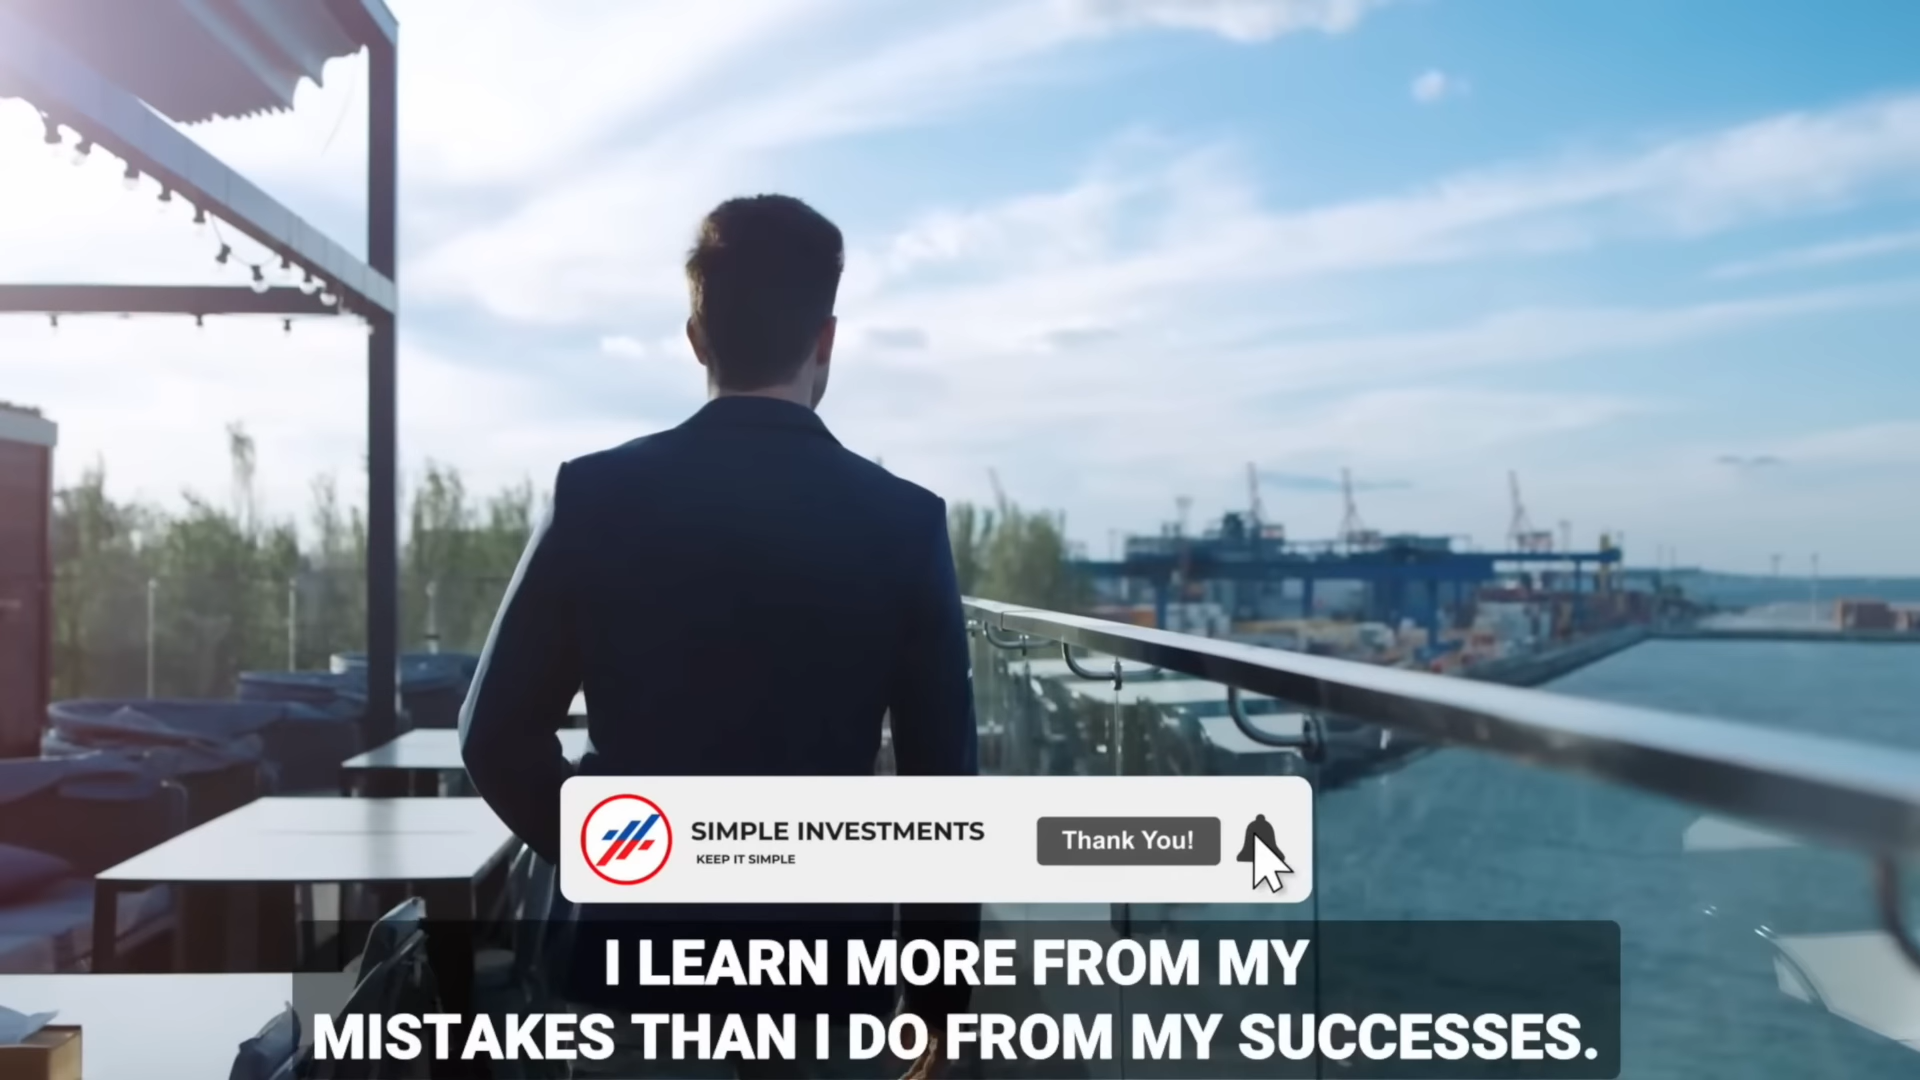 SIMPLE INVESTMENTS
KEEP IT SIMPLE
Thank You!
I LEARN MORE FROM MY
MISTAKES THAN I DO FROM MY SUCCESSES.